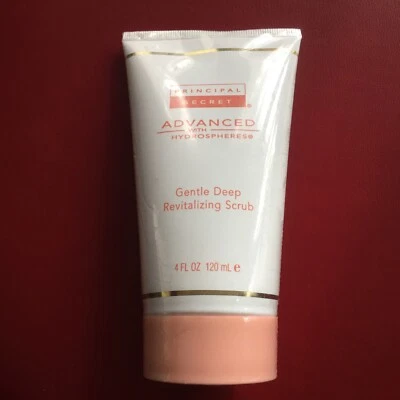 PRINCIPAL
SECRET®
ADVANCED
WITH
HYDROSPHERES®
Gentle Deep
Revitalizing Scrub
4 FL OZ 120 mL ℮